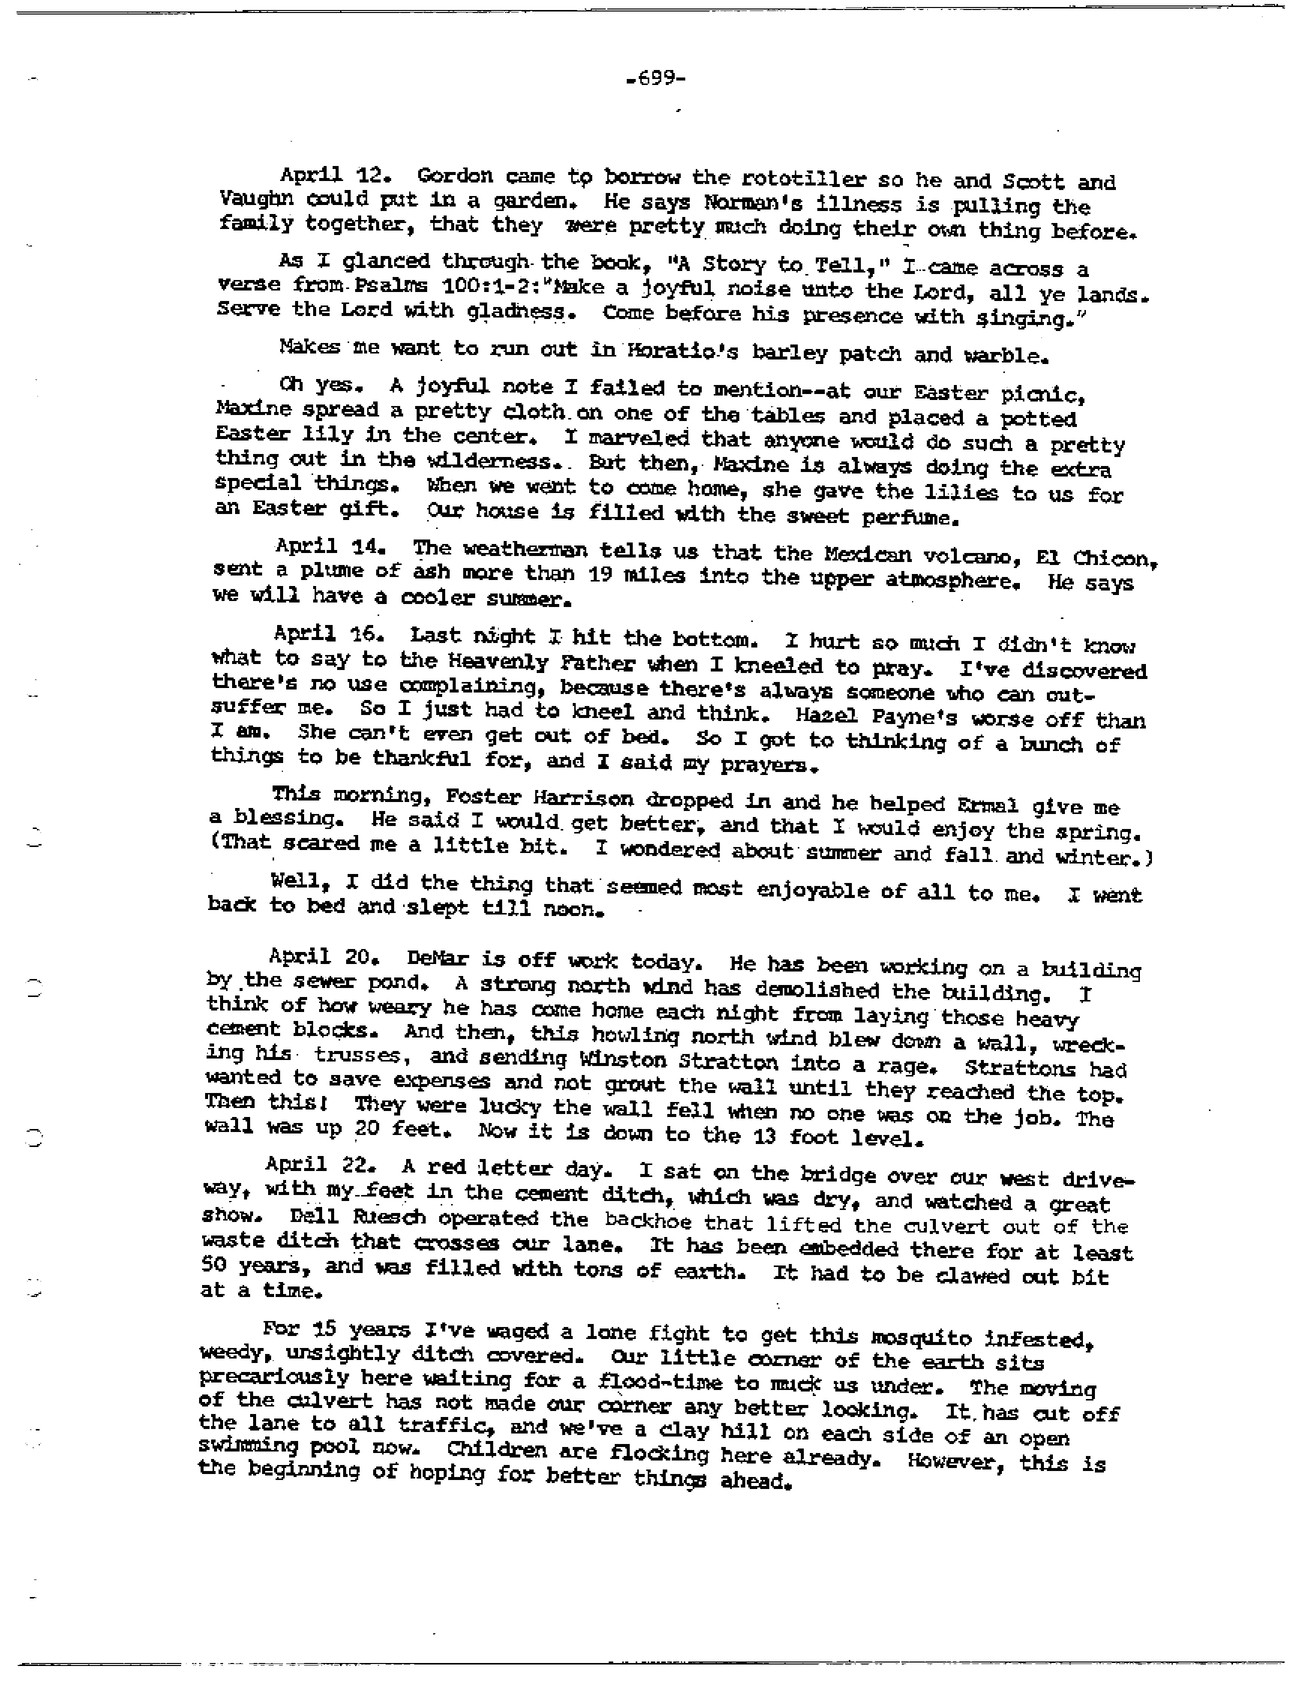 -699-
April 12. Gordon came to borrow the rototiller so he and Scott and
Vaughn could put in a garden. He says Norman's illness is pulling the
family together, that they were pretty much doing their own thing before.
As I glanced through the book, "A Story to Tell," I came across a
verse from Psalms 100:1-2:"Make a joyful noise unto the Lord, all ye lands.
Serve the Lord with gladness. Come before his presence with singing."
Makes me want to run out in Horatio's barley patch and warble.
Oh yes. A joyful note I failed to mention--at our Easter picnic,
Maxine spread a pretty cloth on one of the tables and placed a potted
Easter lily in the center. I marveled that anyone would do such a pretty
thing out in the wilderness. But then, Maxine is always doing the extra
special things. When we went to come home, she gave the lilies to us for
an Easter gift. Our house is filled with the sweet perfume.
April 14. The weatherman tells us that the Mexican volcano, El Chicon,
sent a plume of ash more than 19 miles into the upper atmosphere. He says
we will have a cooler summer.
April 16. Last night I hit the bottom. I hurt so much I didn't know
what to say to the Heavenly Father when I kneeled to pray. I've discovered
there's no use complaining, because there's always someone who can out-
suffer me. So I just had to kneel and think. Hazel Payne's worse off than
I am. She can't even get out of bed. So I got to thinking of a bunch of
things to be thankful for, and I said my prayers.
This morning, Foster Harrison dropped in and he helped Ermal give me
a blessing. He said I would get better, and that I would enjoy the spring.
(That scared me a little bit. I wondered about summer and fall and winter.)
Well, I did the thing that seemed most enjoyable of all to me. I went
back to bed and slept till noon.
April 20. DeMar is off work today. He has been working on a building
by the sewer pond. A strong north wind has demolished the building. I
think of how weary he has come home each night from laying those heavy
cement blocks. And then, this howling north wind blew down a wall, wreck-
ing his trusses, and sending Winston Stratton into a rage. Strattons had
wanted to save expenses and not grout the wall until they reached the top.
Then this! They were lucky the wall fell when no one was on the job. The
wall was up 20 feet. Now it is down to the 13 foot level.
April 22. A red letter day. I sat on the bridge over our west drive-
way, with my feet in the cement ditch, which was dry, and watched a great
show. Dell Ruesch operated the backhoe that lifted the culvert out of the
waste ditch that crosses our lane. It has been embedded there for at least
50 years, and was filled with tons of earth. It had to be clawed out bit
at a time.
For 15 years I've waged a lone fight to get this mosquito infested,
weedy, unsightly ditch covered. Our little corner of the earth sits
precariously here waiting for a flood-time to muck us under. The moving
of the culvert has not made our corner any better looking. It has cut off
the lane to all traffic, and we've a clay hill on each side of an open
swimming pool now. Children are flocking here already. However, this is
the beginning of hoping for better things ahead.